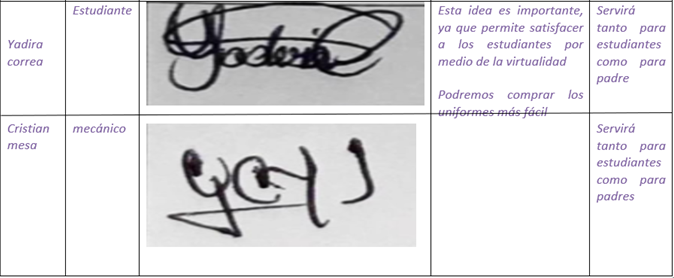 Yadira
correa
Estudiante
Yadiria
Esta idea es importante,
ya que permite satisfacer
a los estudiantes por
medio de la virtualidad
Podremos comprar los
uniformes más fácil
Servirá
tanto para
estudiantes
como para
padre
Cristian
mesa
mecánico
Servirá
tanto para
estudiantes
como para
padres